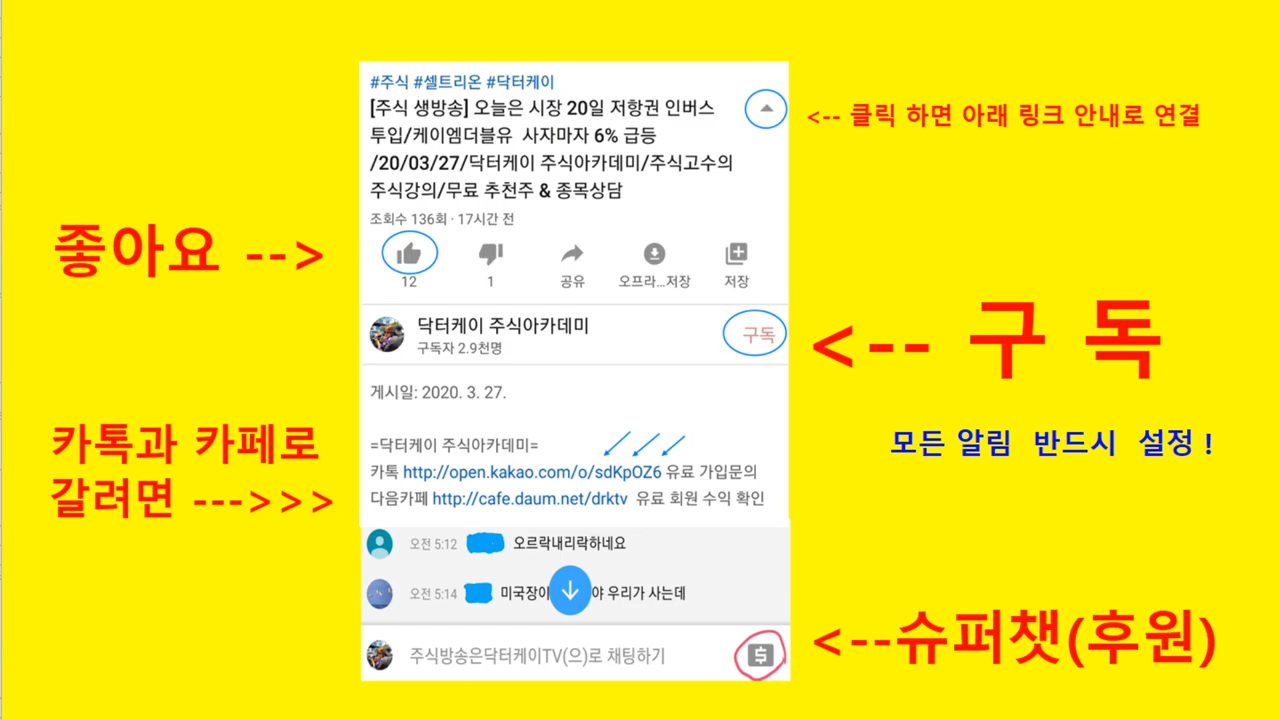 #주식 #셀트리온 #닥터케이
[주식 생방송] 오늘은 시장 20일 저항권 인버스
투입/케이엠더블유 사자마자 6% 급등
/20/03/27/닥터케이 주식아카데미/주식고수의
주식강의/무료 추천주 & 종목상담
조회수 136회 · 17시간 전
<-- 클릭 하면 아래 링크 안내로 연결
좋아요 -->
12
1
공유
오프라...저장
저장
닥터케이 주식아카데미
구독자 2.9천명
구독
<-- 구 독
게시일: 2020. 3. 27.
모든 알림 반드시 설정 !
카톡과 카페로
갈려면 --->>>
=닥터케이 주식아카데미=
카톡 http://open.kakao.com/o/sdKpOZ6 유료 가입문의
다음카페 http://cafe.daum.net/drktv 유료 회원 수익 확인
오전 5:12 오르락내리락하네요
오전 5:14 미국장이 야 우리가 사는데
주식방송은닥터케이TV(으)로 채팅하기
<--슈퍼챗(후원)